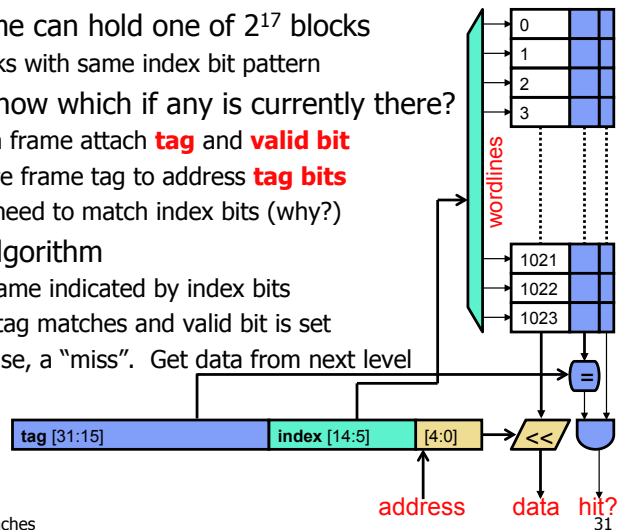 me can hold one of 2¹⁷ blocks
ks with same index bit pattern
now which if any is currently there?
frame attach tag and valid bit
e frame tag to address tag bits
need to match index bits (why?)
lgorithm
ame indicated by index bits
tag matches and valid bit is set
se, a “miss”.  Get data from next level
0
1
2
3
wordlines
1021
1022
1023
=
tag [31:15] index [14:5] [4:0] <<
address data hit?
ches 31